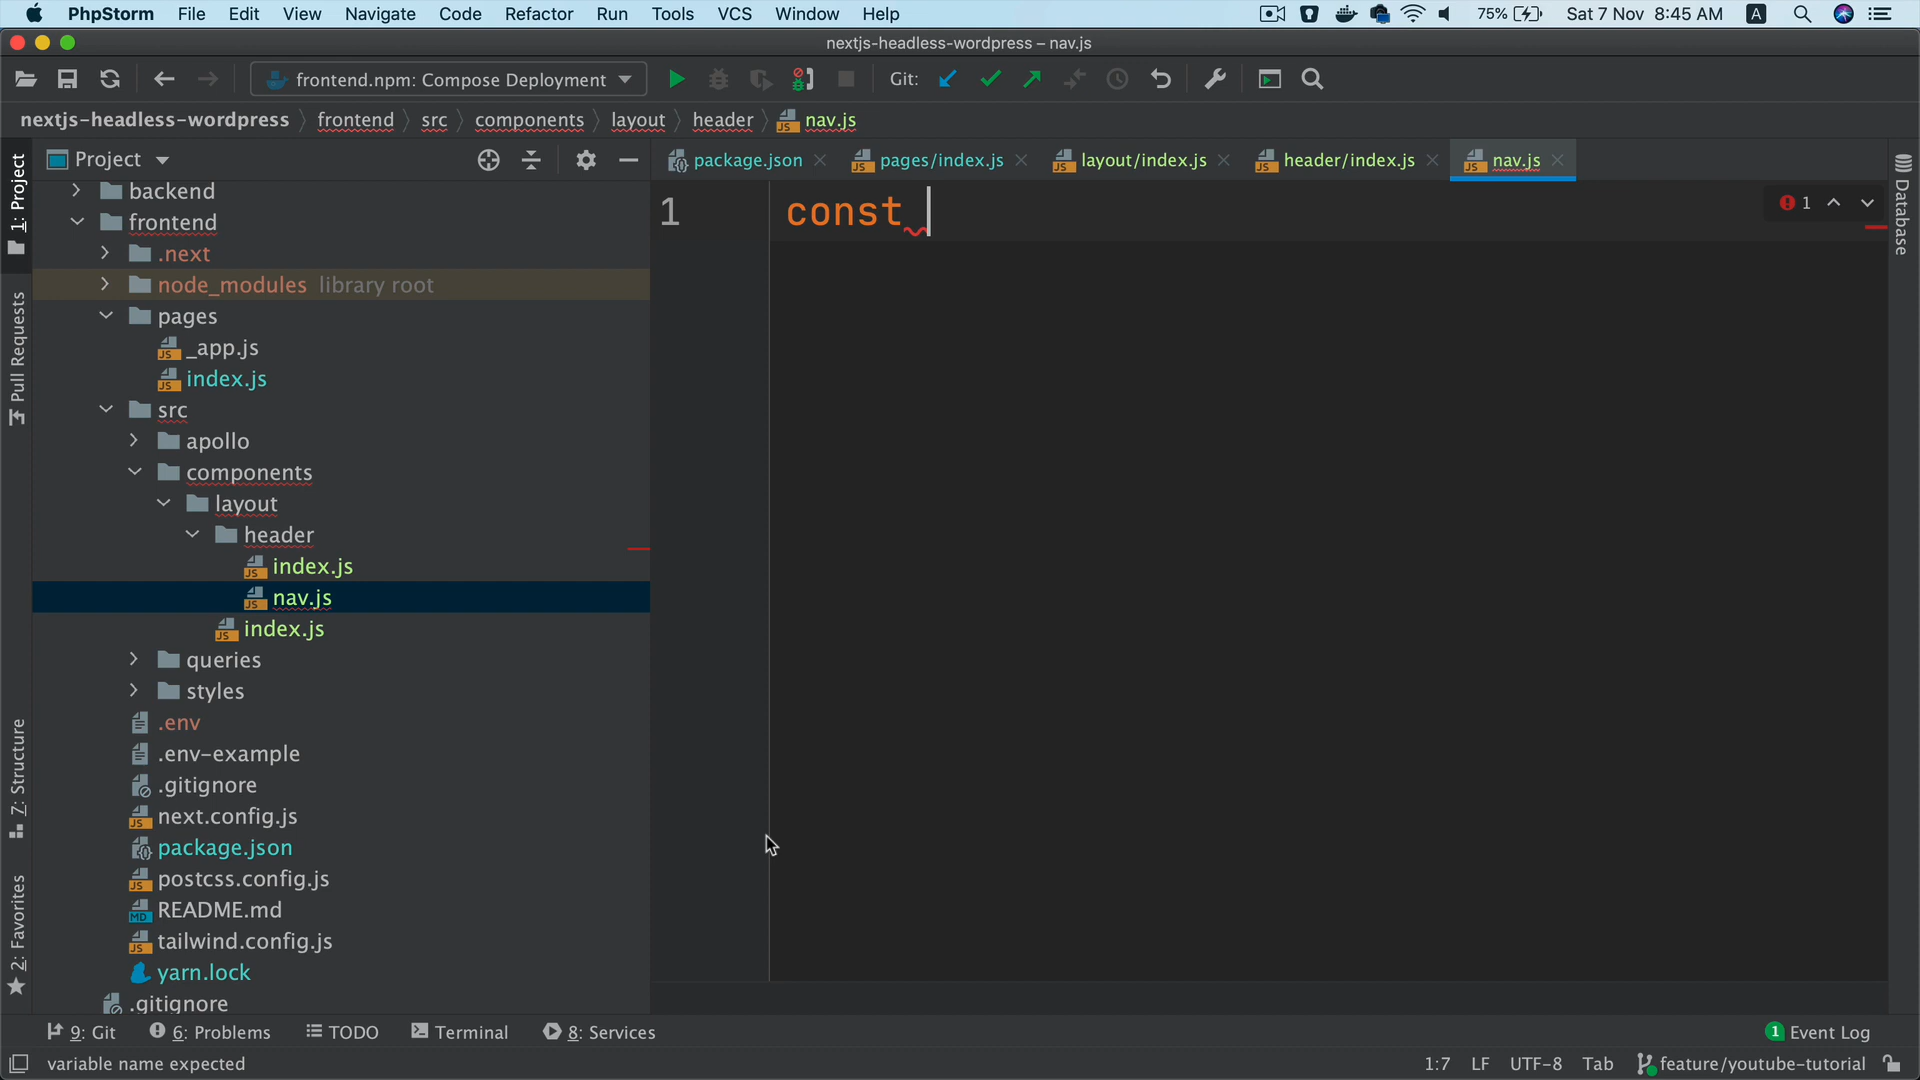 PhpStorm File Edit View Navigate Code Refactor Run Tools VCS Window Help 75% Sat 7 Nov 8:45 AM A
nextjs-headless-wordpress – nav.js
frontend.npm: Compose Deployment Git:
nextjs-headless-wordpress frontend src components layout header nav.js
1: Project
Pull Requests
7: Structure
2: Favorites
Project
backend
frontend
.next
node_modules library root
pages
_app.js
index.js
src
apollo
components
layout
header
index.js
nav.js
index.js
queries
styles
.env
.env-example
.gitignore
next.config.js
package.json
postcss.config.js
README.md
tailwind.config.js
yarn.lock
.gitignore
package.json pages/index.js layout/index.js header/index.js nav.js
1 const
1
Database
9: Git 6: Problems TODO Terminal 8: Services 1 Event Log
variable name expected 1:7 LF UTF-8 Tab feature/youtube-tutorial